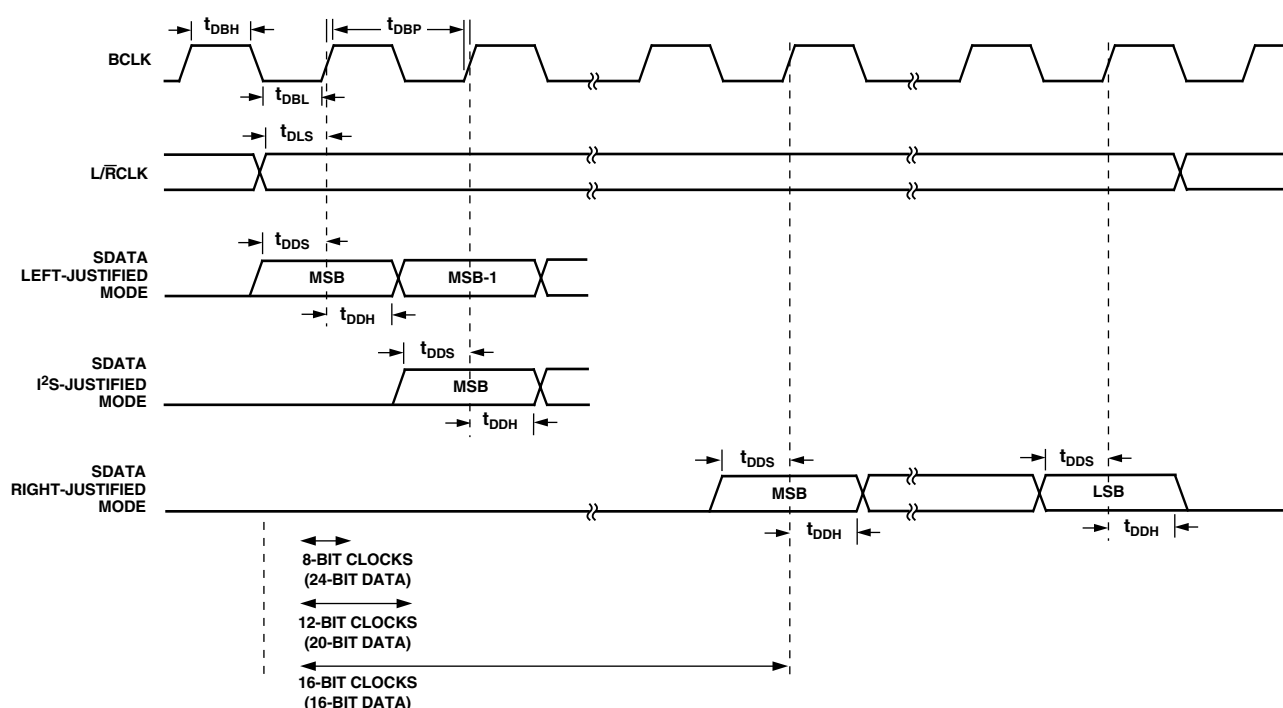 tDBH
tDBP
BCLK
tDBL
tDLS
L/R̅CLK
tDDS
SDATA
LEFT-JUSTIFIED
MODE
MSB
MSB-1
tDDH
tDDS
SDATA
I²S-JUSTIFIED
MODE
MSB
tDDH
tDDS
tDDS
SDATA
RIGHT-JUSTIFIED
MODE
MSB
LSB
tDDH
tDDH
8-BIT CLOCKS
(24-BIT DATA)
12-BIT CLOCKS
(20-BIT DATA)
16-BIT CLOCKS
(16-BIT DATA)